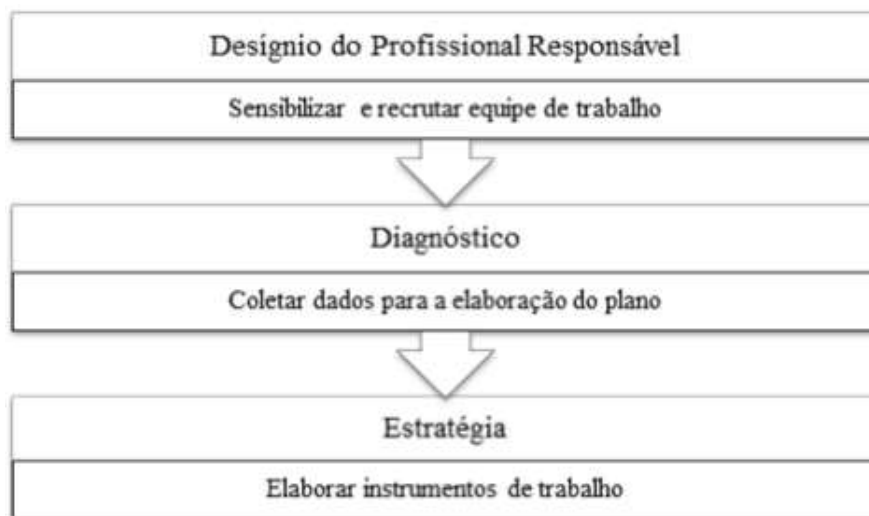 Desígnio do Profissional Responsável
Sensibilizar e recrutar equipe de trabalho
Diagnóstico
Coletar dados para a elaboração do plano
Estratégia
Elaborar instrumentos de trabalho